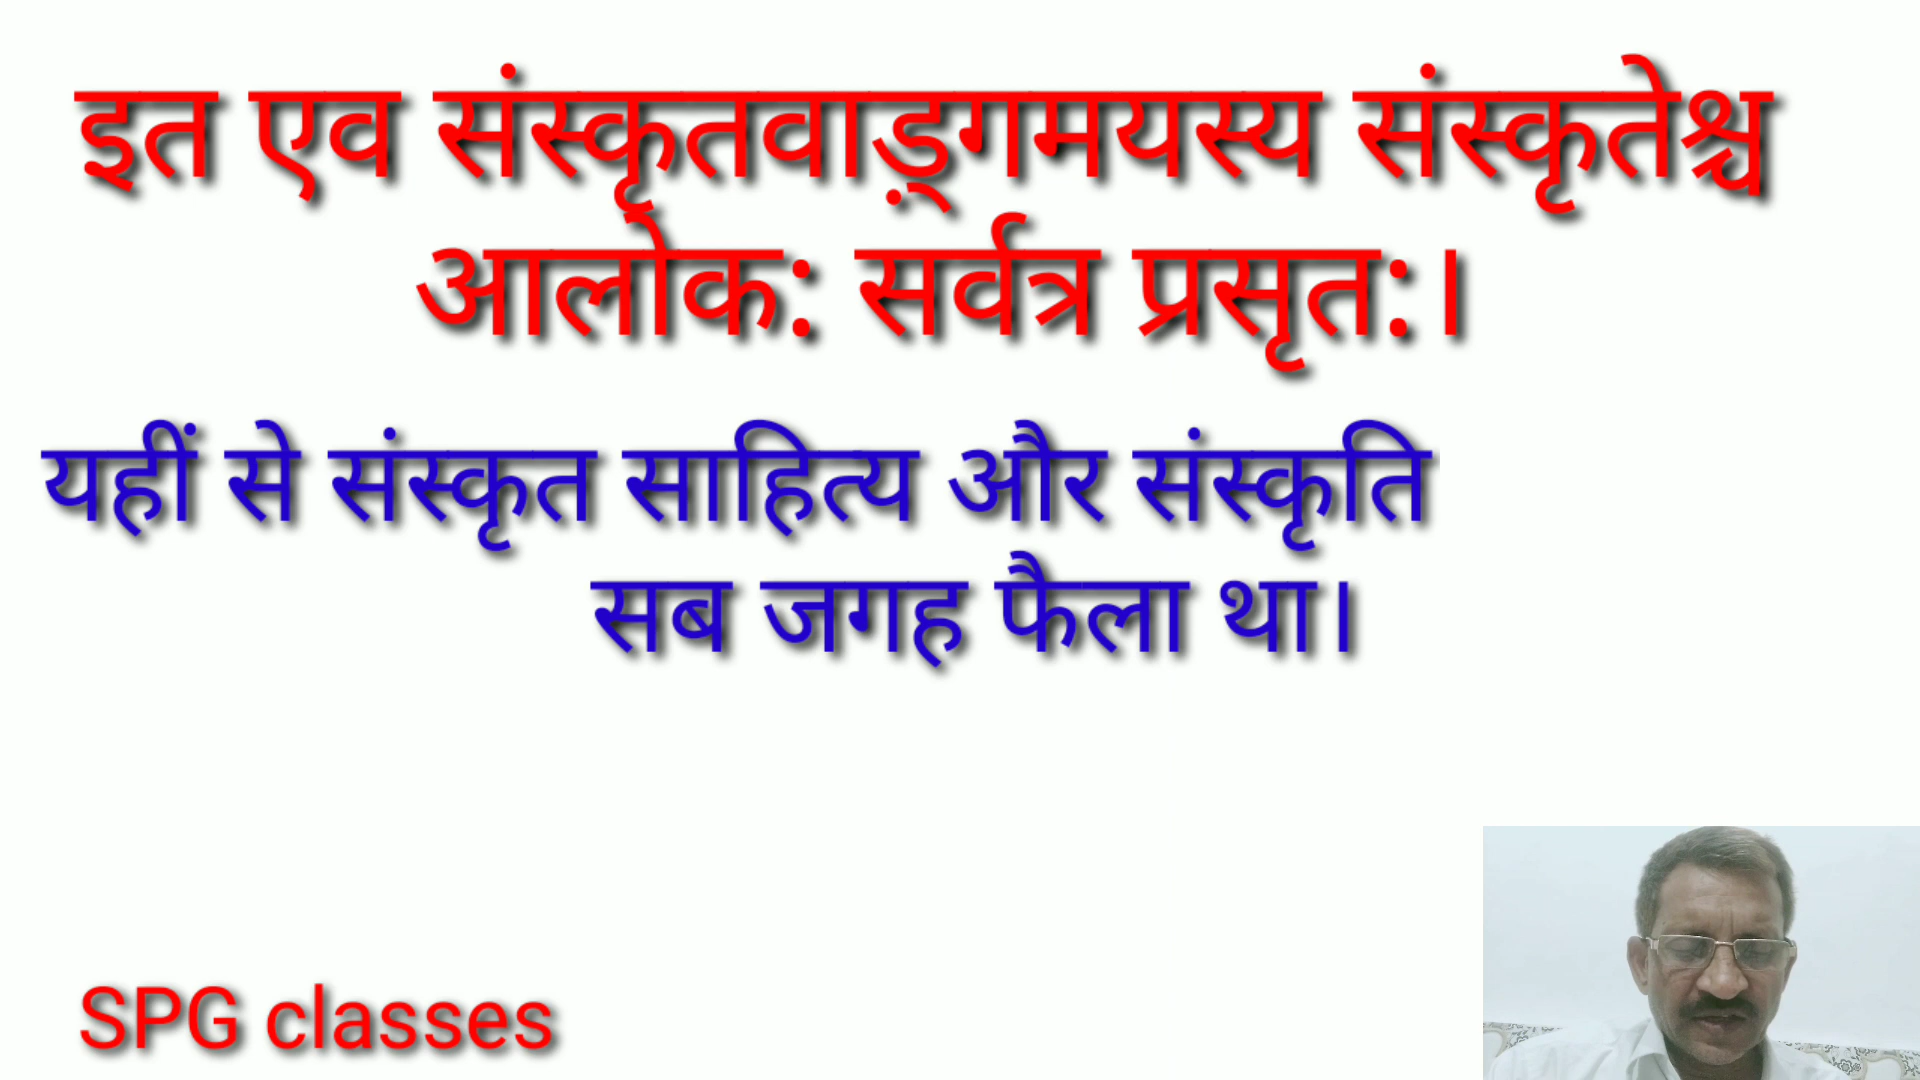 इत एव संस्कृतवाड़्गमयस्य संस्कृतेश्च
आलोक: सर्वत्र प्रसृत:।
यहीं से संस्कृत साहित्य और संस्कृति
सब जगह फैला था।
SPG classes